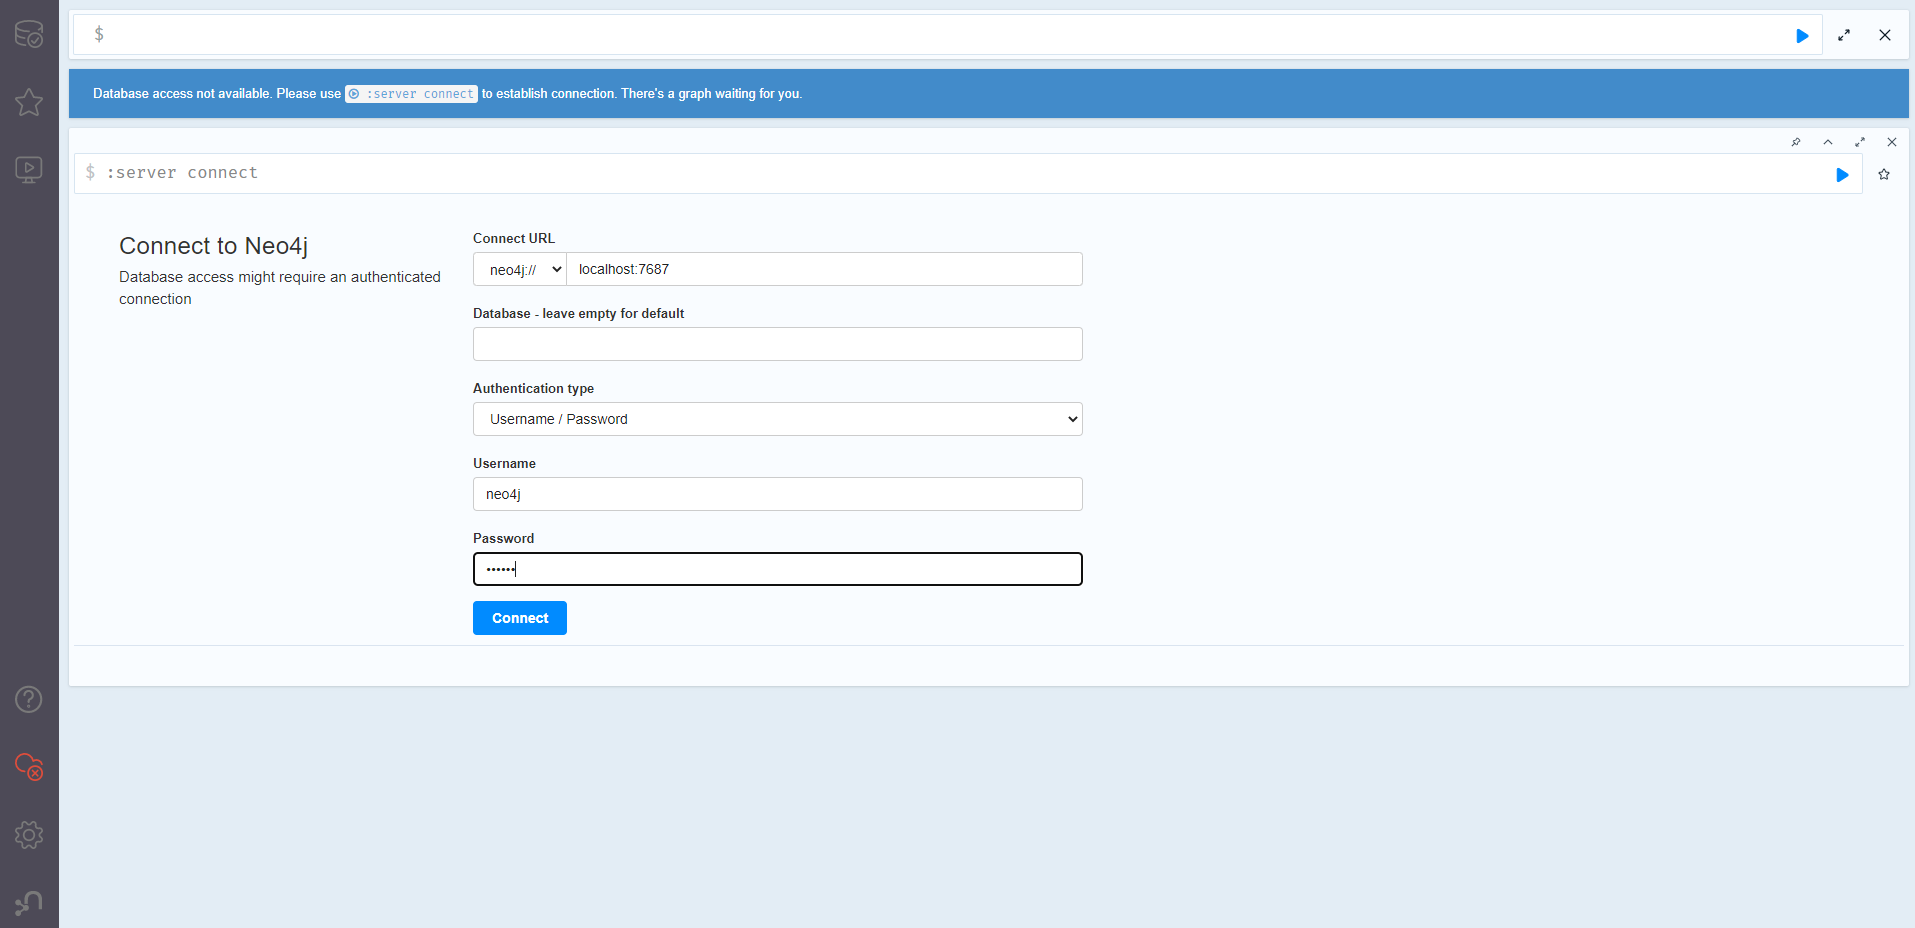 $
Database access not available. Please use :server connect to establish connection. There's a graph waiting for you.
$ :server connect
Connect to Neo4j
Database access might require an authenticated
connection
Connect URL
neo4j:// localhost:7687
Database - leave empty for default
Authentication type
Username / Password
Username
neo4j
Password
••••••
Connect